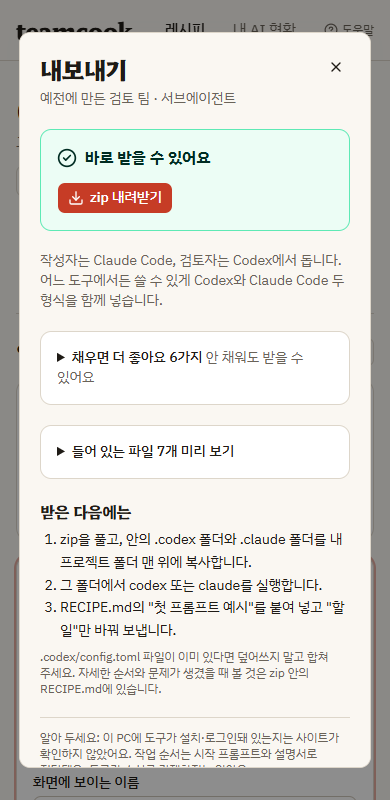 teamcook 레시피 내 AI 현황 도움말
내보내기
예전에 만든 검토 팀 · 서브에이전트
바로 받을 수 있어요
zip 내려받기
작성자는 Claude Code, 검토자는 Codex에서 돕니다.
어느 도구에서든 쓸 수 있게 Codex와 Claude Code 두
형식을 함께 넣습니다.
▶ 채우면 더 좋아요 6가지 안 채워도 받을 수
있어요
▶ 들어 있는 파일 7개 미리 보기
받은 다음에는
1. zip을 풀고, 안의 .codex 폴더와 .claude 폴더를 내
프로젝트 폴더 맨 위에 복사합니다.
2. 그 폴더에서 codex 또는 claude를 실행합니다.
3. RECIPE.md의 "첫 프롬프트 예시"를 붙여 넣고 "할
일"만 바꿔 보냅니다.
.codex/config.toml 파일이 이미 있다면 덮어쓰지 말고 합쳐
주세요. 자세한 순서와 문제가 생겼을 때 볼 것은 zip 안의
RECIPE.md에 있습니다.
알아 두세요: 이 PC에 도구가 설치·로그인돼 있는지는 사이트가
확인하지 않았어요. 작업 순서는 시작 프롬프트와 설명서로
화면에 보이는 이름